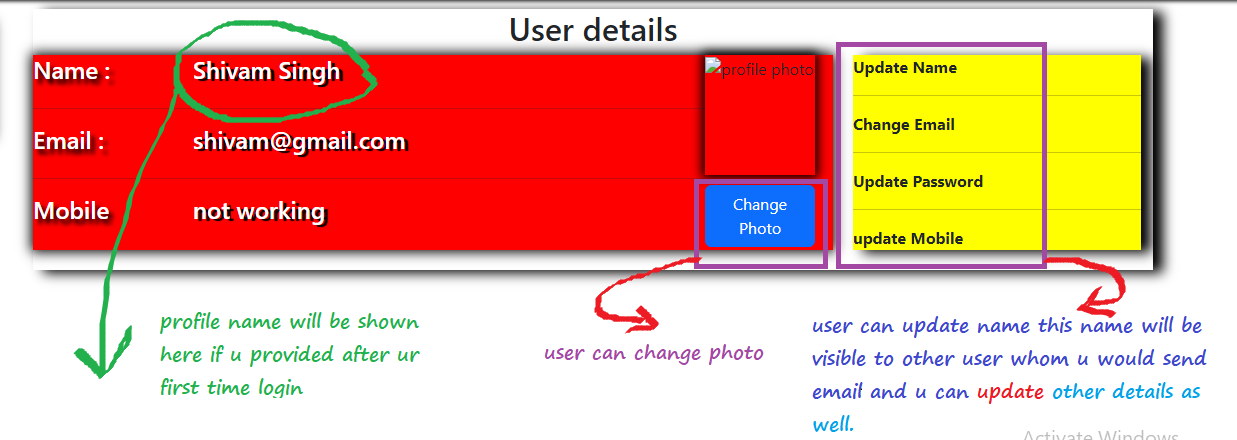 User details
Name :
Shivam Singh
Email :
shivam@gmail.com
Mobile
not working
profile photo
Change
Photo
Update Name
Change Email
Update Password
update Mobile
profile name will be shown
here if u provided after ur
first time login
user can change photo
user can update name this name will be
visible to other user whom u would send
email and u can update other details as
well.
Activate Windows